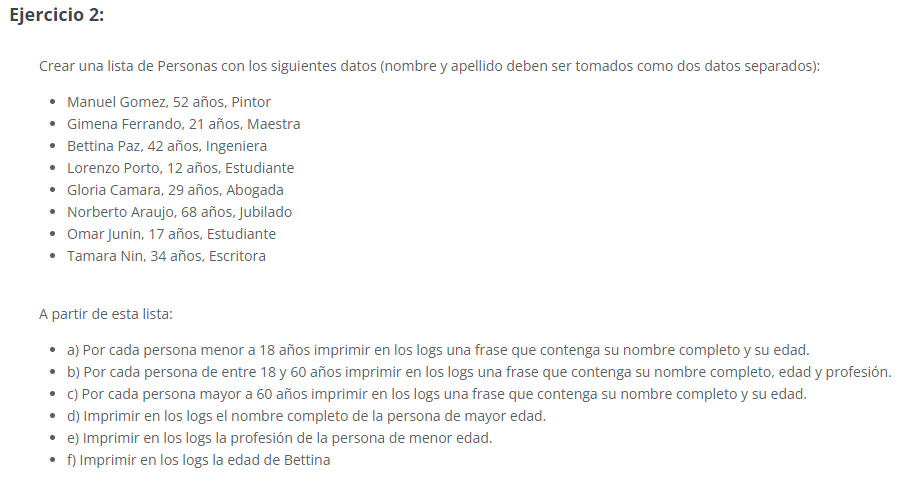 Ejercicio 2:
Crear una lista de Personas con los siguientes datos (nombre y apellido deben ser tomados como dos datos separados):
• Manuel Gomez, 52 años, Pintor
• Gimena Ferrando, 21 años, Maestra
• Bettina Paz, 42 años, Ingeniera
• Lorenzo Porto, 12 años, Estudiante
• Gloria Camara, 29 años, Abogada
• Norberto Araujo, 68 años, Jubilado
• Omar Junin, 17 años, Estudiante
• Tamara Nin, 34 años, Escritora
A partir de esta lista:
• a) Por cada persona menor a 18 años imprimir en los logs una frase que contenga su nombre completo y su edad.
• b) Por cada persona de entre 18 y 60 años imprimir en los logs una frase que contenga su nombre completo, edad y profesión.
• c) Por cada persona mayor a 60 años imprimir en los logs una frase que contenga su nombre completo y su edad.
• d) Imprimir en los logs el nombre completo de la persona de mayor edad.
• e) Imprimir en los logs la profesión de la persona de menor edad.
• f) Imprimir en los logs la edad de Bettina